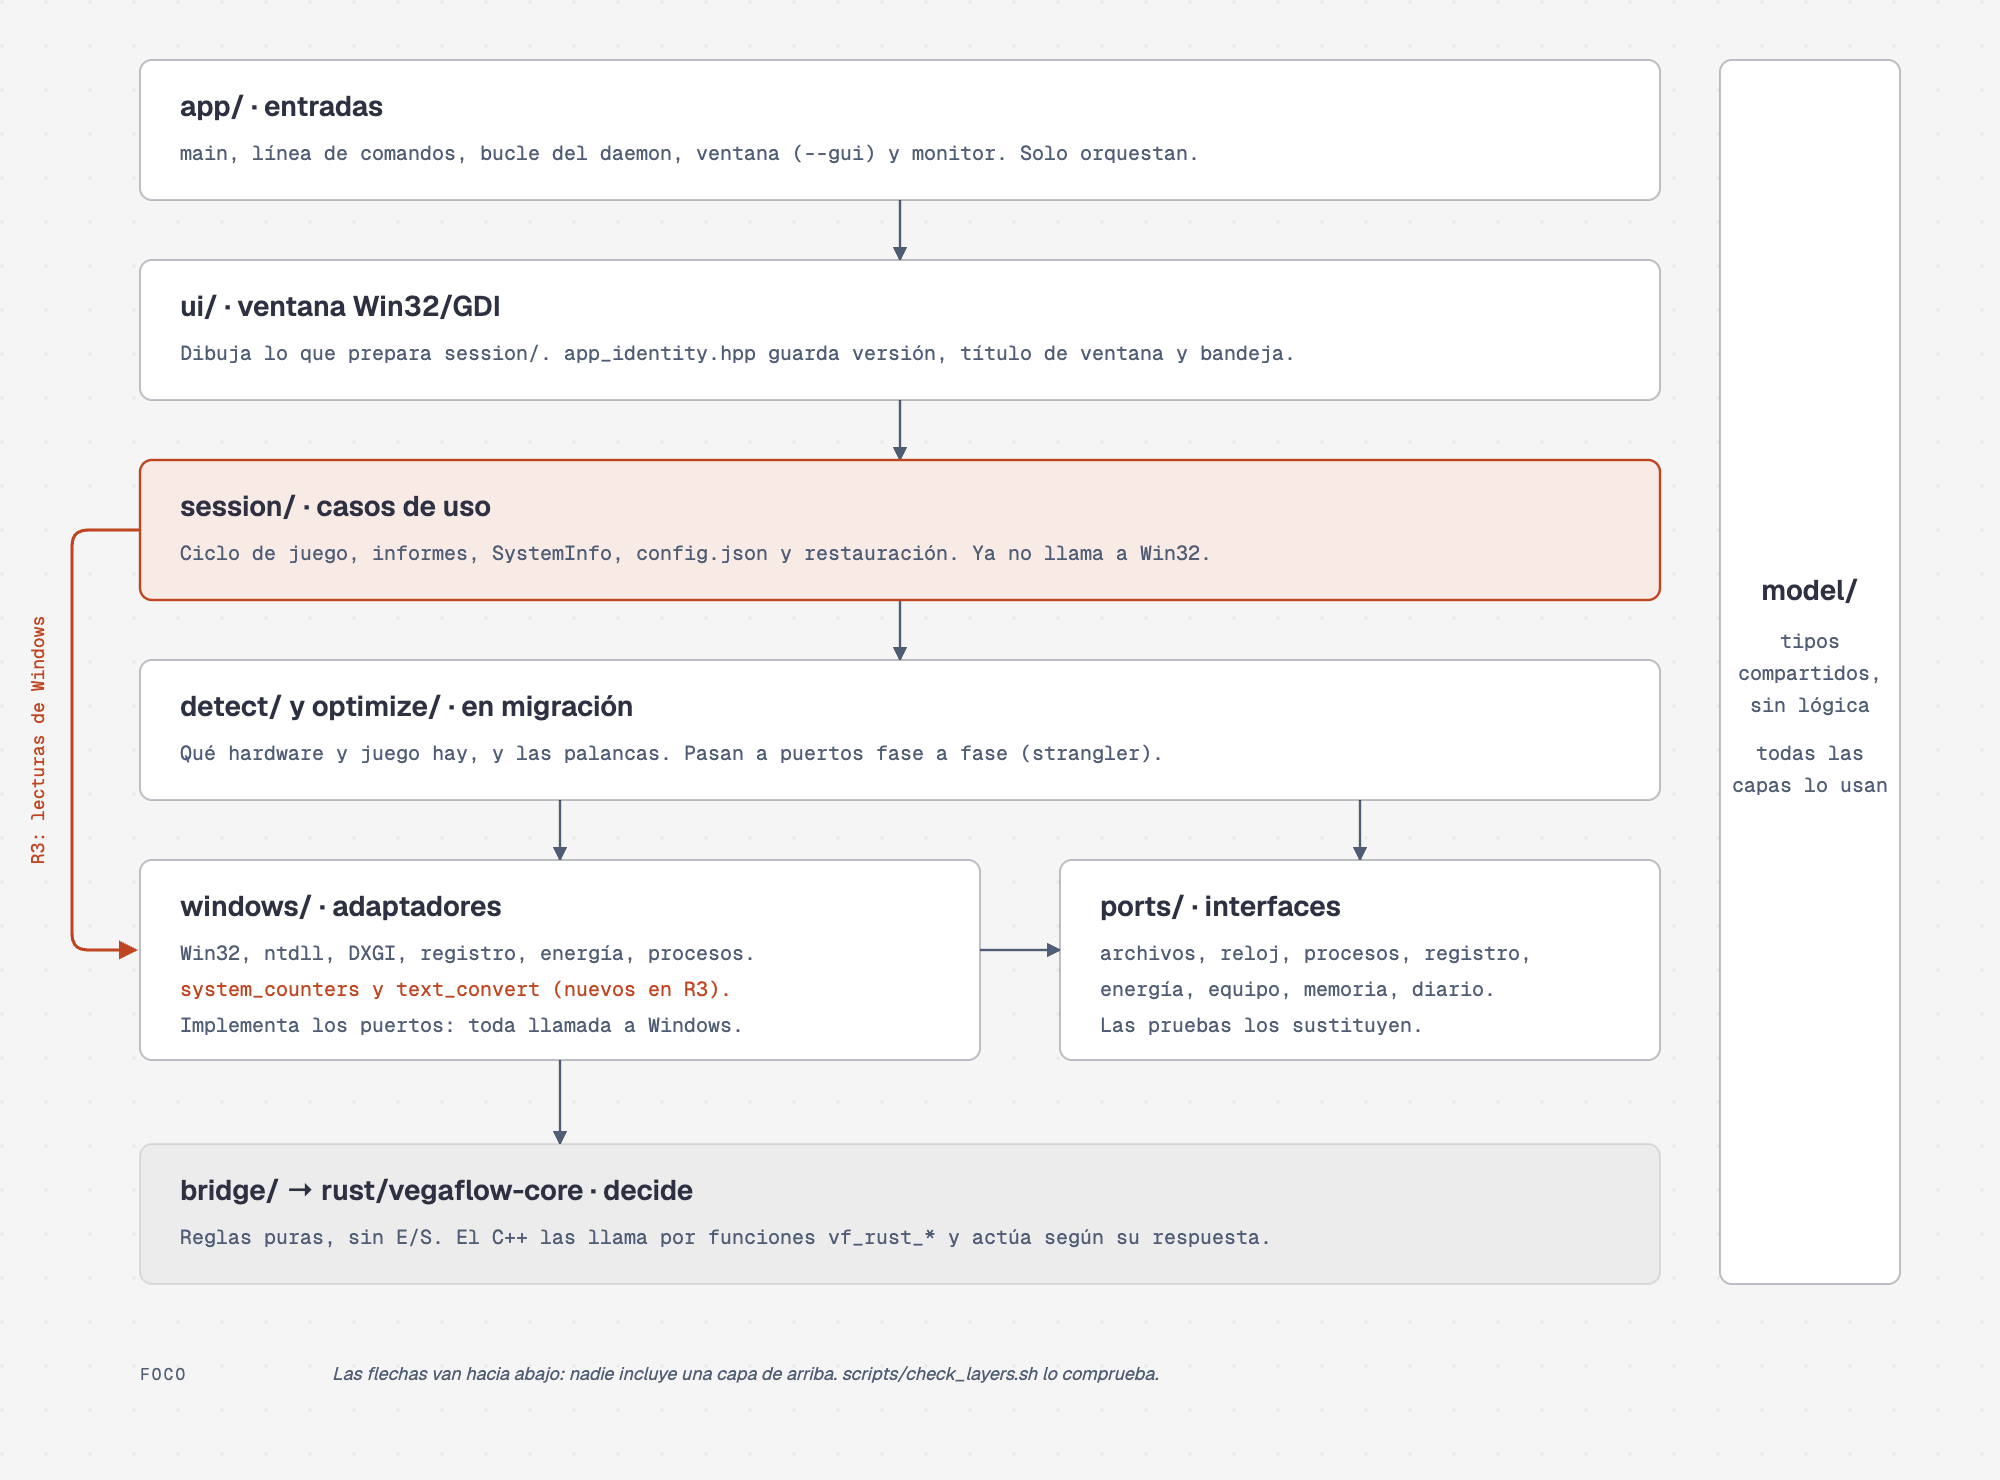 app/ · entradas
main, línea de comandos, bucle del daemon, ventana (--gui) y monitor. Solo orquestan.
ui/ · ventana Win32/GDI
Dibuja lo que prepara session/. app_identity.hpp guarda versión, título de ventana y bandeja.
session/ · casos de uso
Ciclo de juego, informes, SystemInfo, config.json y restauración. Ya no llama a Win32.
R3: lecturas de Windows
detect/ y optimize/ · en migración
Qué hardware y juego hay, y las palancas. Pasan a puertos fase a fase (strangler).
windows/ · adaptadores
Win32, ntdll, DXGI, registro, energía, procesos.
system_counters y text_convert (nuevos en R3).
Implementa los puertos: toda llamada a Windows.
ports/ · interfaces
archivos, reloj, procesos, registro,
energía, equipo, memoria, diario.
Las pruebas los sustituyen.
bridge/ → rust/vegaflow-core · decide
Reglas puras, sin E/S. El C++ las llama por funciones vf_rust_* y actúa según su respuesta.
model/
tipos
compartidos,
sin lógica
todas las
capas lo usan
FOCO
Las flechas van hacia abajo: nadie incluye una capa de arriba. scripts/check_layers.sh lo comprueba.